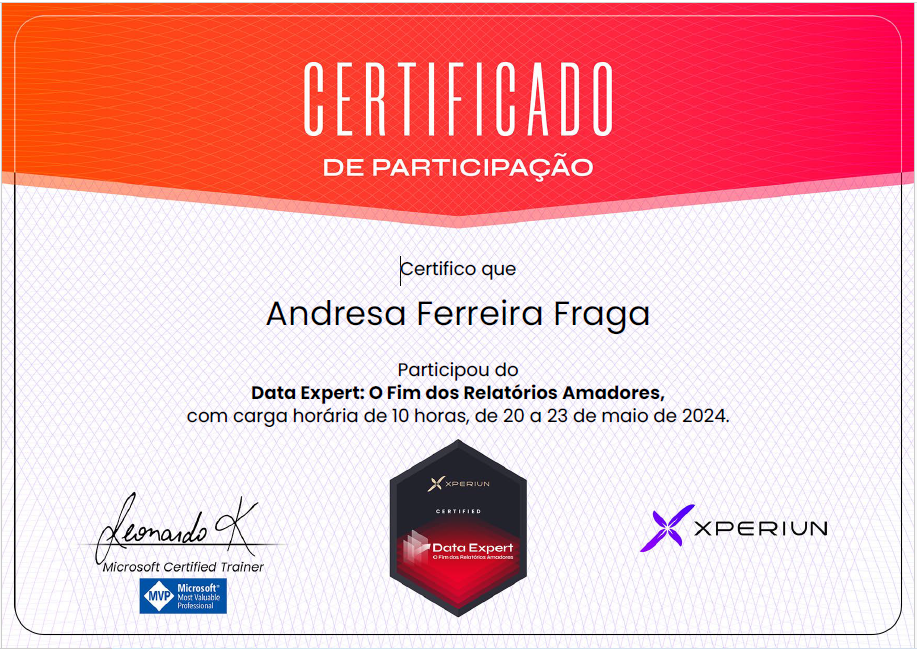 CERTIFICADO
DE PARTICIPAÇÃO
Certifico que
Andresa Ferreira Fraga
Participou do
Data Expert: O Fim dos Relatórios Amadores,
com carga horária de 10 horas, de 20 a 23 de maio de 2024.
XPERIUN
CERTIFIED
Data Expert
O Fim dos Relatórios Amadores
Leonardo K
Microsoft Certified Trainer
MVP
Microsoft®
Most Valuable
Professional
XPERIUN